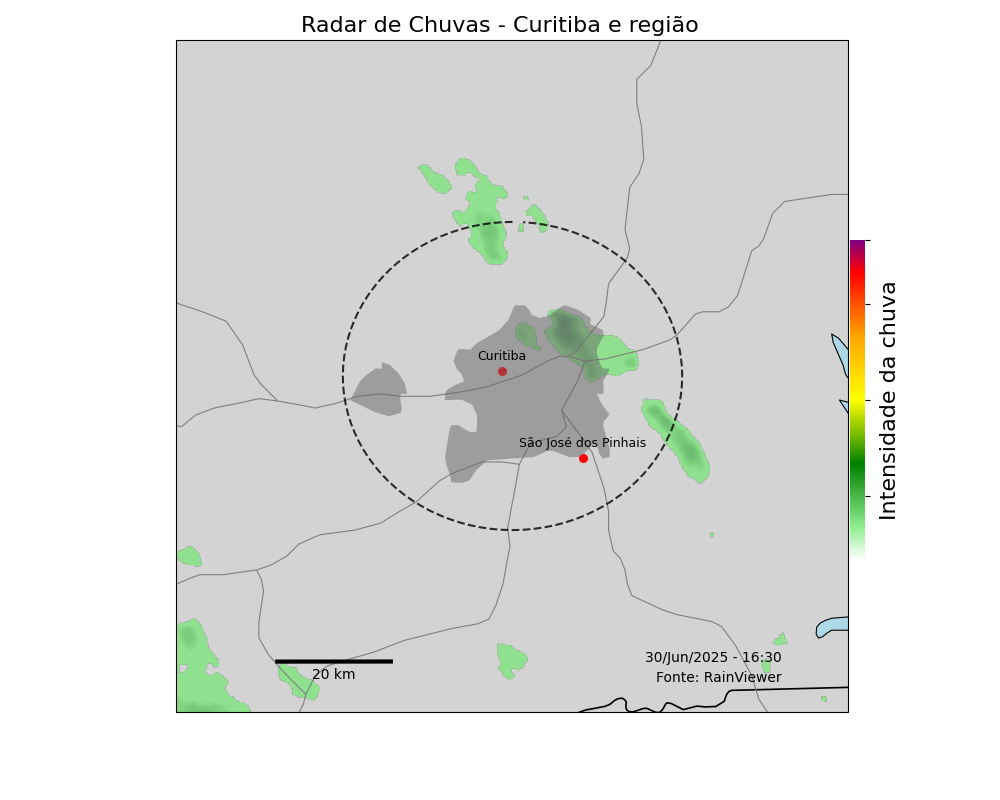 Radar de Chuvas - Curitiba e região
Curitiba
São José dos Pinhais
Intensidade da chuva
30/Jun/2025 - 16:30
Fonte: RainViewer
20 km